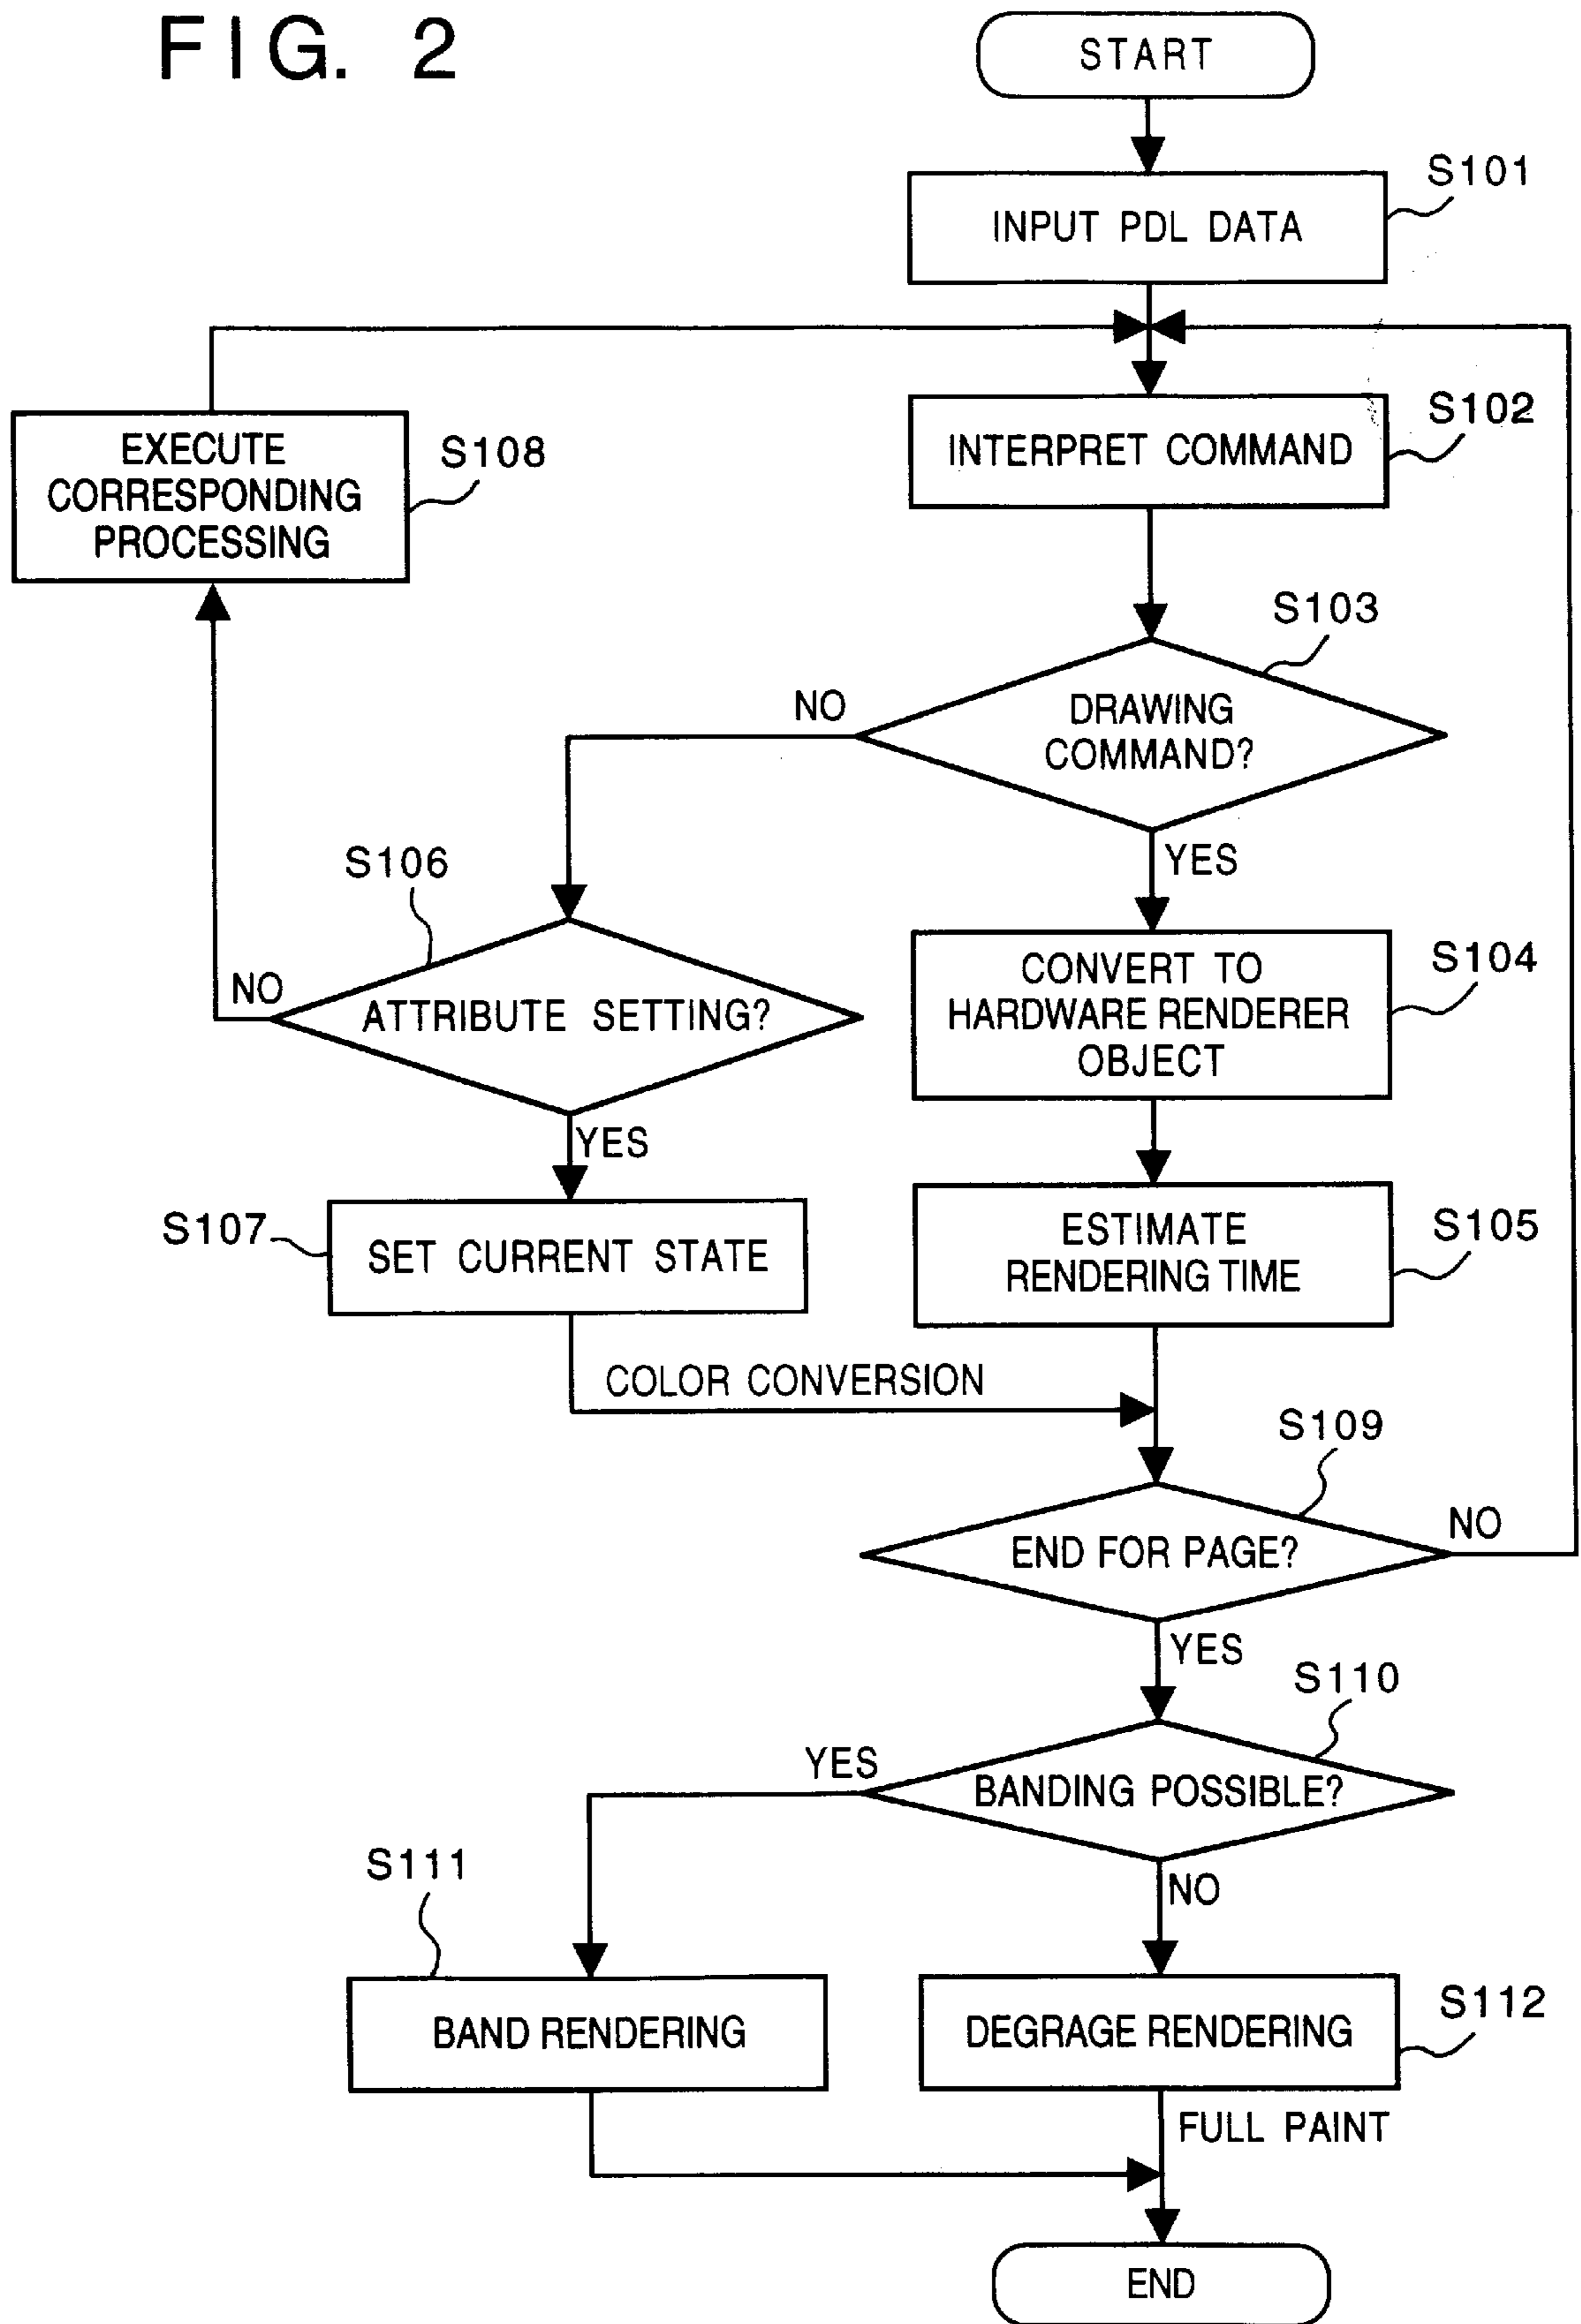 FIG. 2
START
S101
INPUT PDL DATA
S102
INTERPRET COMMAND
EXECUTE
CORRESPONDING
PROCESSING
S108
S103
NO
DRAWING
COMMAND?
YES
S106
NO
ATTRIBUTE SETTING?
S104
CONVERT TO
HARDWARE RENDERER
OBJECT
YES
S107
SET CURRENT STATE
S105
ESTIMATE
RENDERING TIME
COLOR CONVERSION
S109
NO
END FOR PAGE?
YES
S110
YES
BANDING POSSIBLE?
NO
S111
BAND RENDERING
S112
DEGRAGE RENDERING
FULL PAINT
END